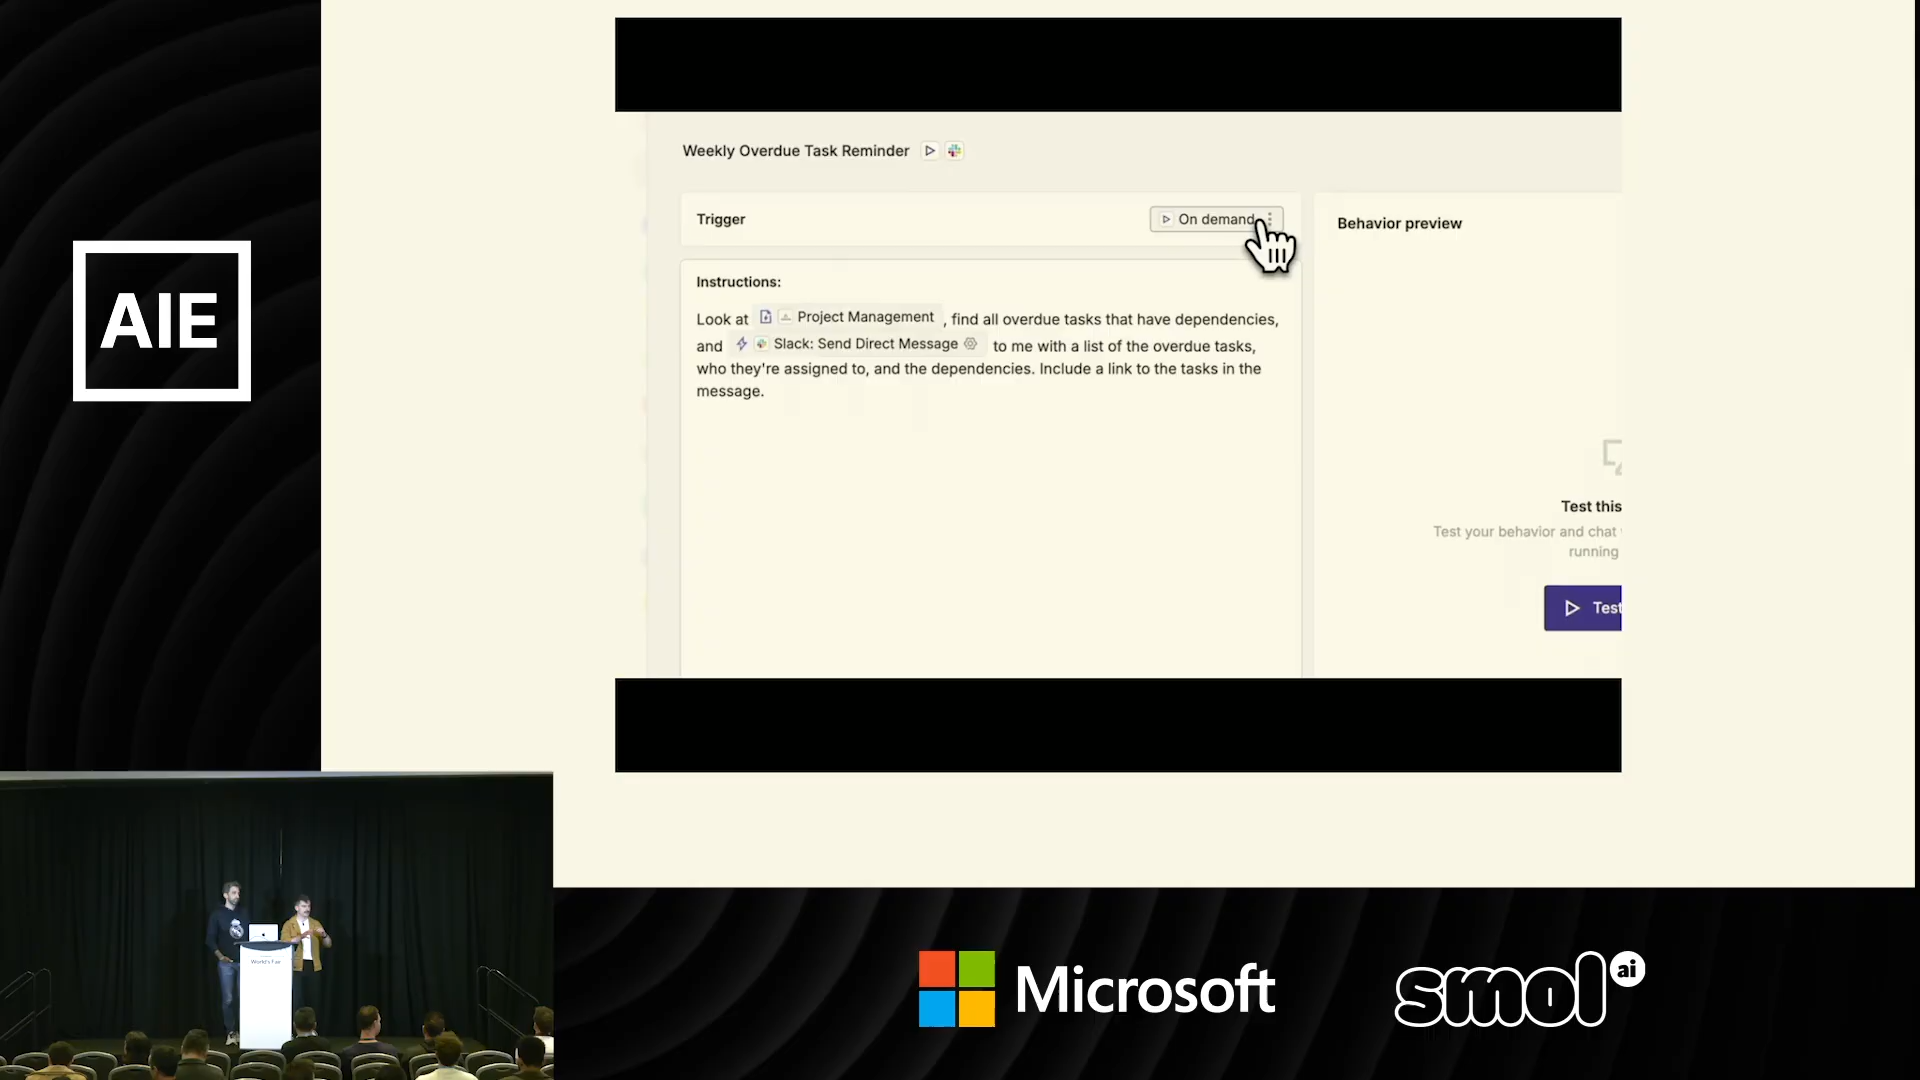 AIE
Weekly Overdue Task Reminder
Trigger
On demand
Behavior preview
Instructions:
Look at Project Management , find all overdue tasks that have dependencies,
and Slack: Send Direct Message to me with a list of the overdue tasks,
who they're assigned to, and the dependencies. Include a link to the tasks in the
message.
Test this
Test your behavior and chat
running
Test
World's Fair
Microsoft
smol ai